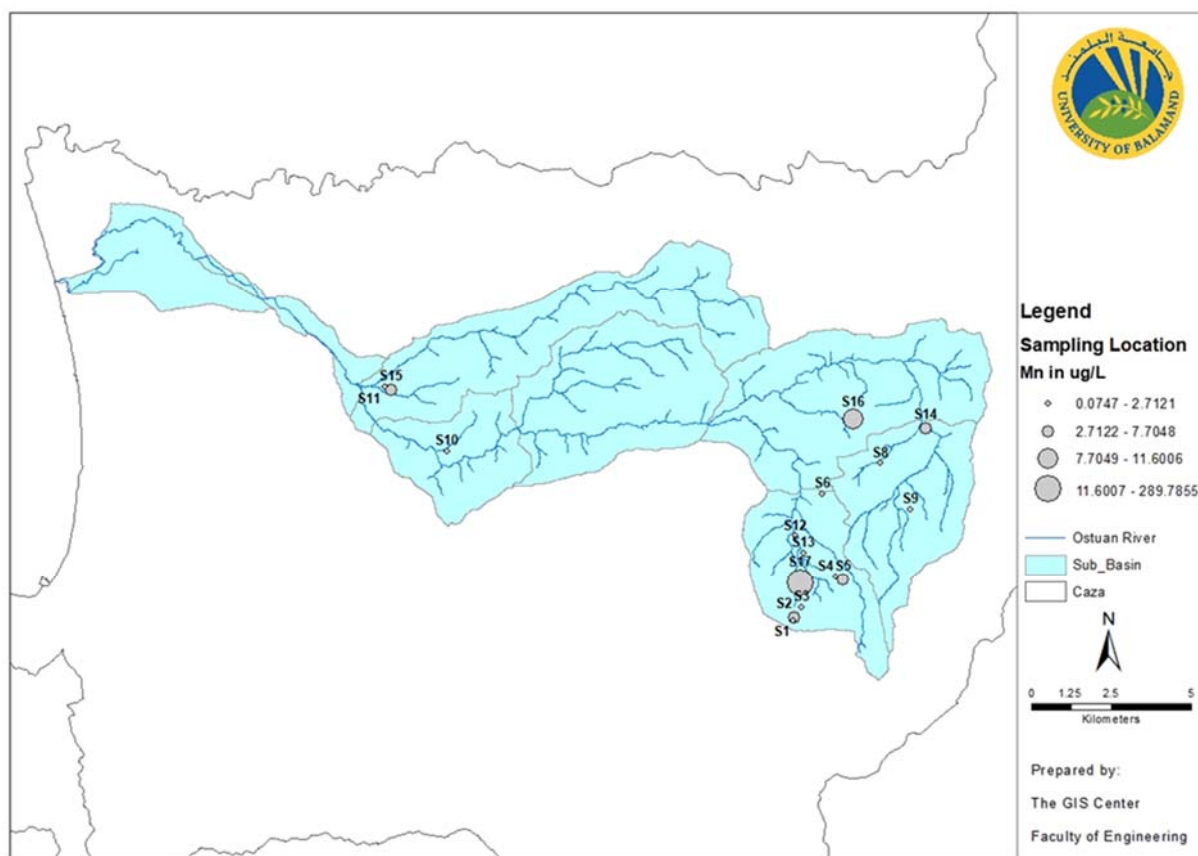 جامعة البلمند
UNIVERSITY OF BALAMAND
Legend
Sampling Location
Mn in ug/L
0.0747 - 2.7121
2.7122 - 7.7048
7.7049 - 11.6006
11.6007 - 289.7855
Ostuan River
Sub_Basin
Caza
N
0 1.25 2.5 5
Kilometers
Prepared by:
The GIS Center
Faculty of Engineering
S15
S11
S10
S16
S14
S8
S6
S9
S12
S13
S17
S4 S5
S3
S2
S1